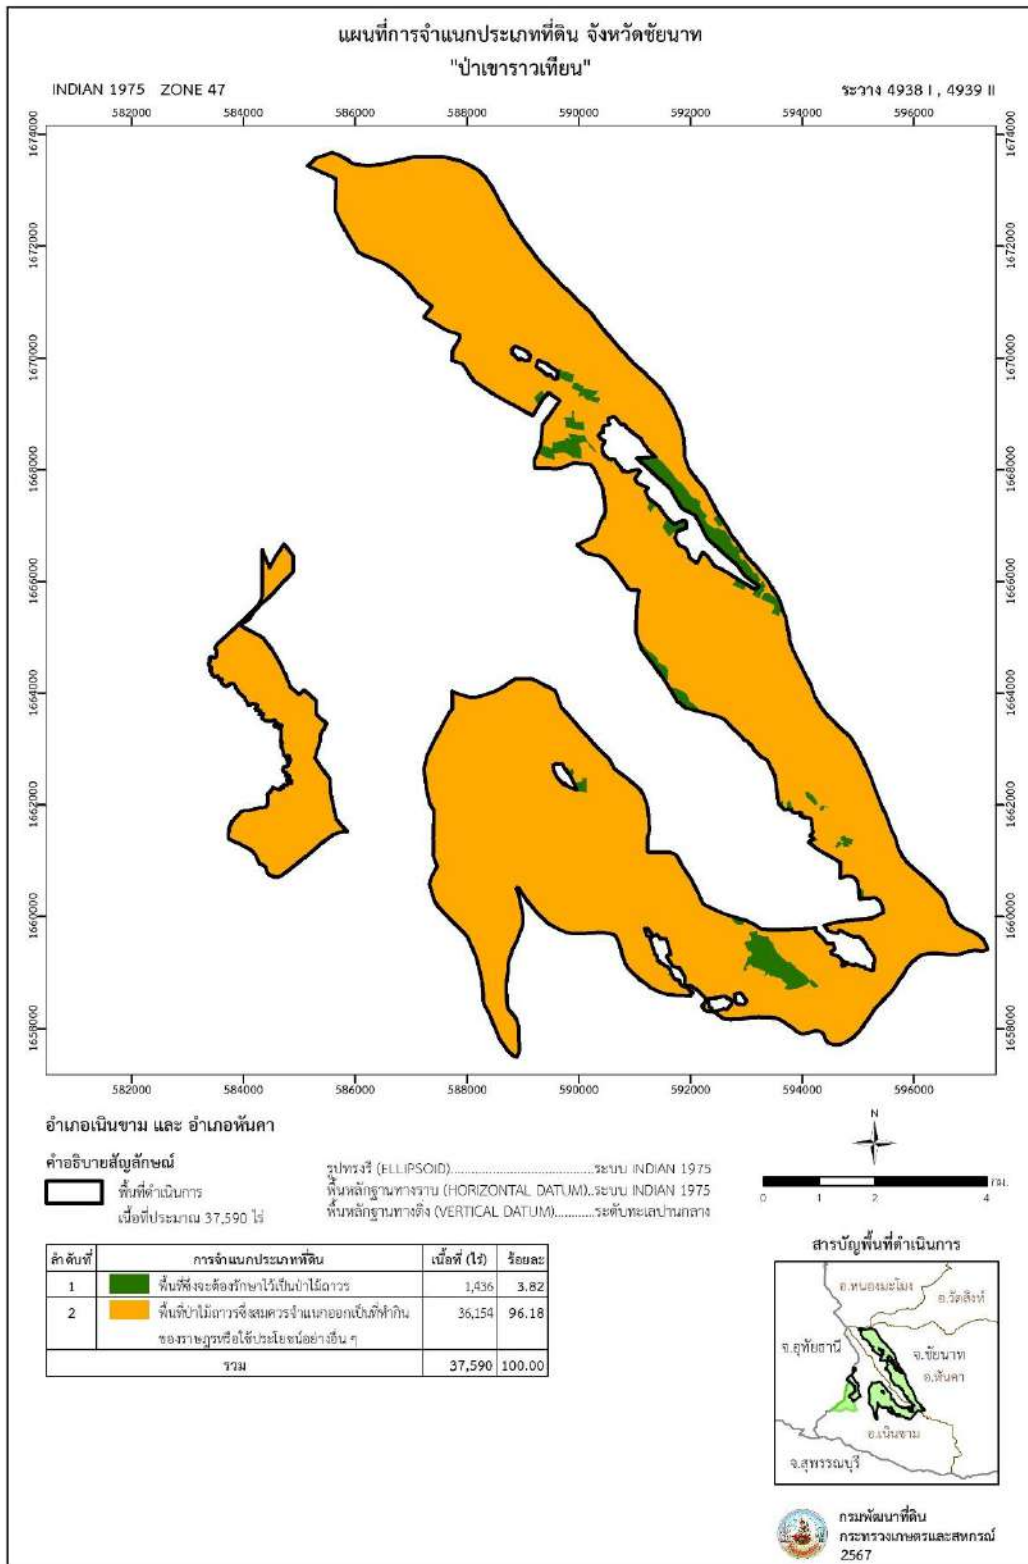 แผนที่การจำแนกประเภทที่ดิน จังหวัดชัยนาท
"ป่าเขาราวเทียน"
INDIAN 1975 ZONE 47
ระวาง 4938 I , 4939 II
582000 584000 586000 588000 590000 592000 594000 596000
1674000 1674000
1672000 1672000
1670000 1670000
1668000 1668000
1666000 1666000
1664000 1664000
1662000 1662000
1660000 1660000
1658000 1658000
582000 584000 586000 588000 590000 592000 594000 596000
อำเภอเนินขาม และ อำเภอหันคา
คำอธิบายสัญลักษณ์
พื้นที่ดำเนินการ
เนื้อที่ประมาณ 37,590 ไร่
รูปทรงรี (ELLIPSOID)........................................ระบบ INDIAN 1975
พื้นหลักฐานทางราบ (HORIZONTAL DATUM)..ระบบ INDIAN 1975
พื้นหลักฐานทางดิ่ง (VERTICAL DATUM)...........ระดับทะเลปานกลาง
N
0 1 2 4 กม.
ลำดับที่ การจำแนกประเภทที่ดิน เนื้อที่ (ไร่) ร้อยละ
1 พื้นที่ซึ่งจะต้องรักษาไว้เป็นป่าไม้ถาวร 1,436 3.82
2 พื้นที่ป่าไม้ถาวรซึ่งสมควรจำแนกออกเป็นที่ทำกิน 36,154 96.18
ของราษฎรหรือใช้ประโยชน์อย่างอื่น ๆ
รวม 37,590 100.00
สารบัญพื้นที่ดำเนินการ
อ.หนองมะโมง
อ.วัดสิงห์
จ.อุทัยธานี
จ.ชัยนาท
อ.หันคา
อ.เนินขาม
จ.สุพรรณบุรี
กรมพัฒนาที่ดิน
กระทรวงเกษตรและสหกรณ์
2567